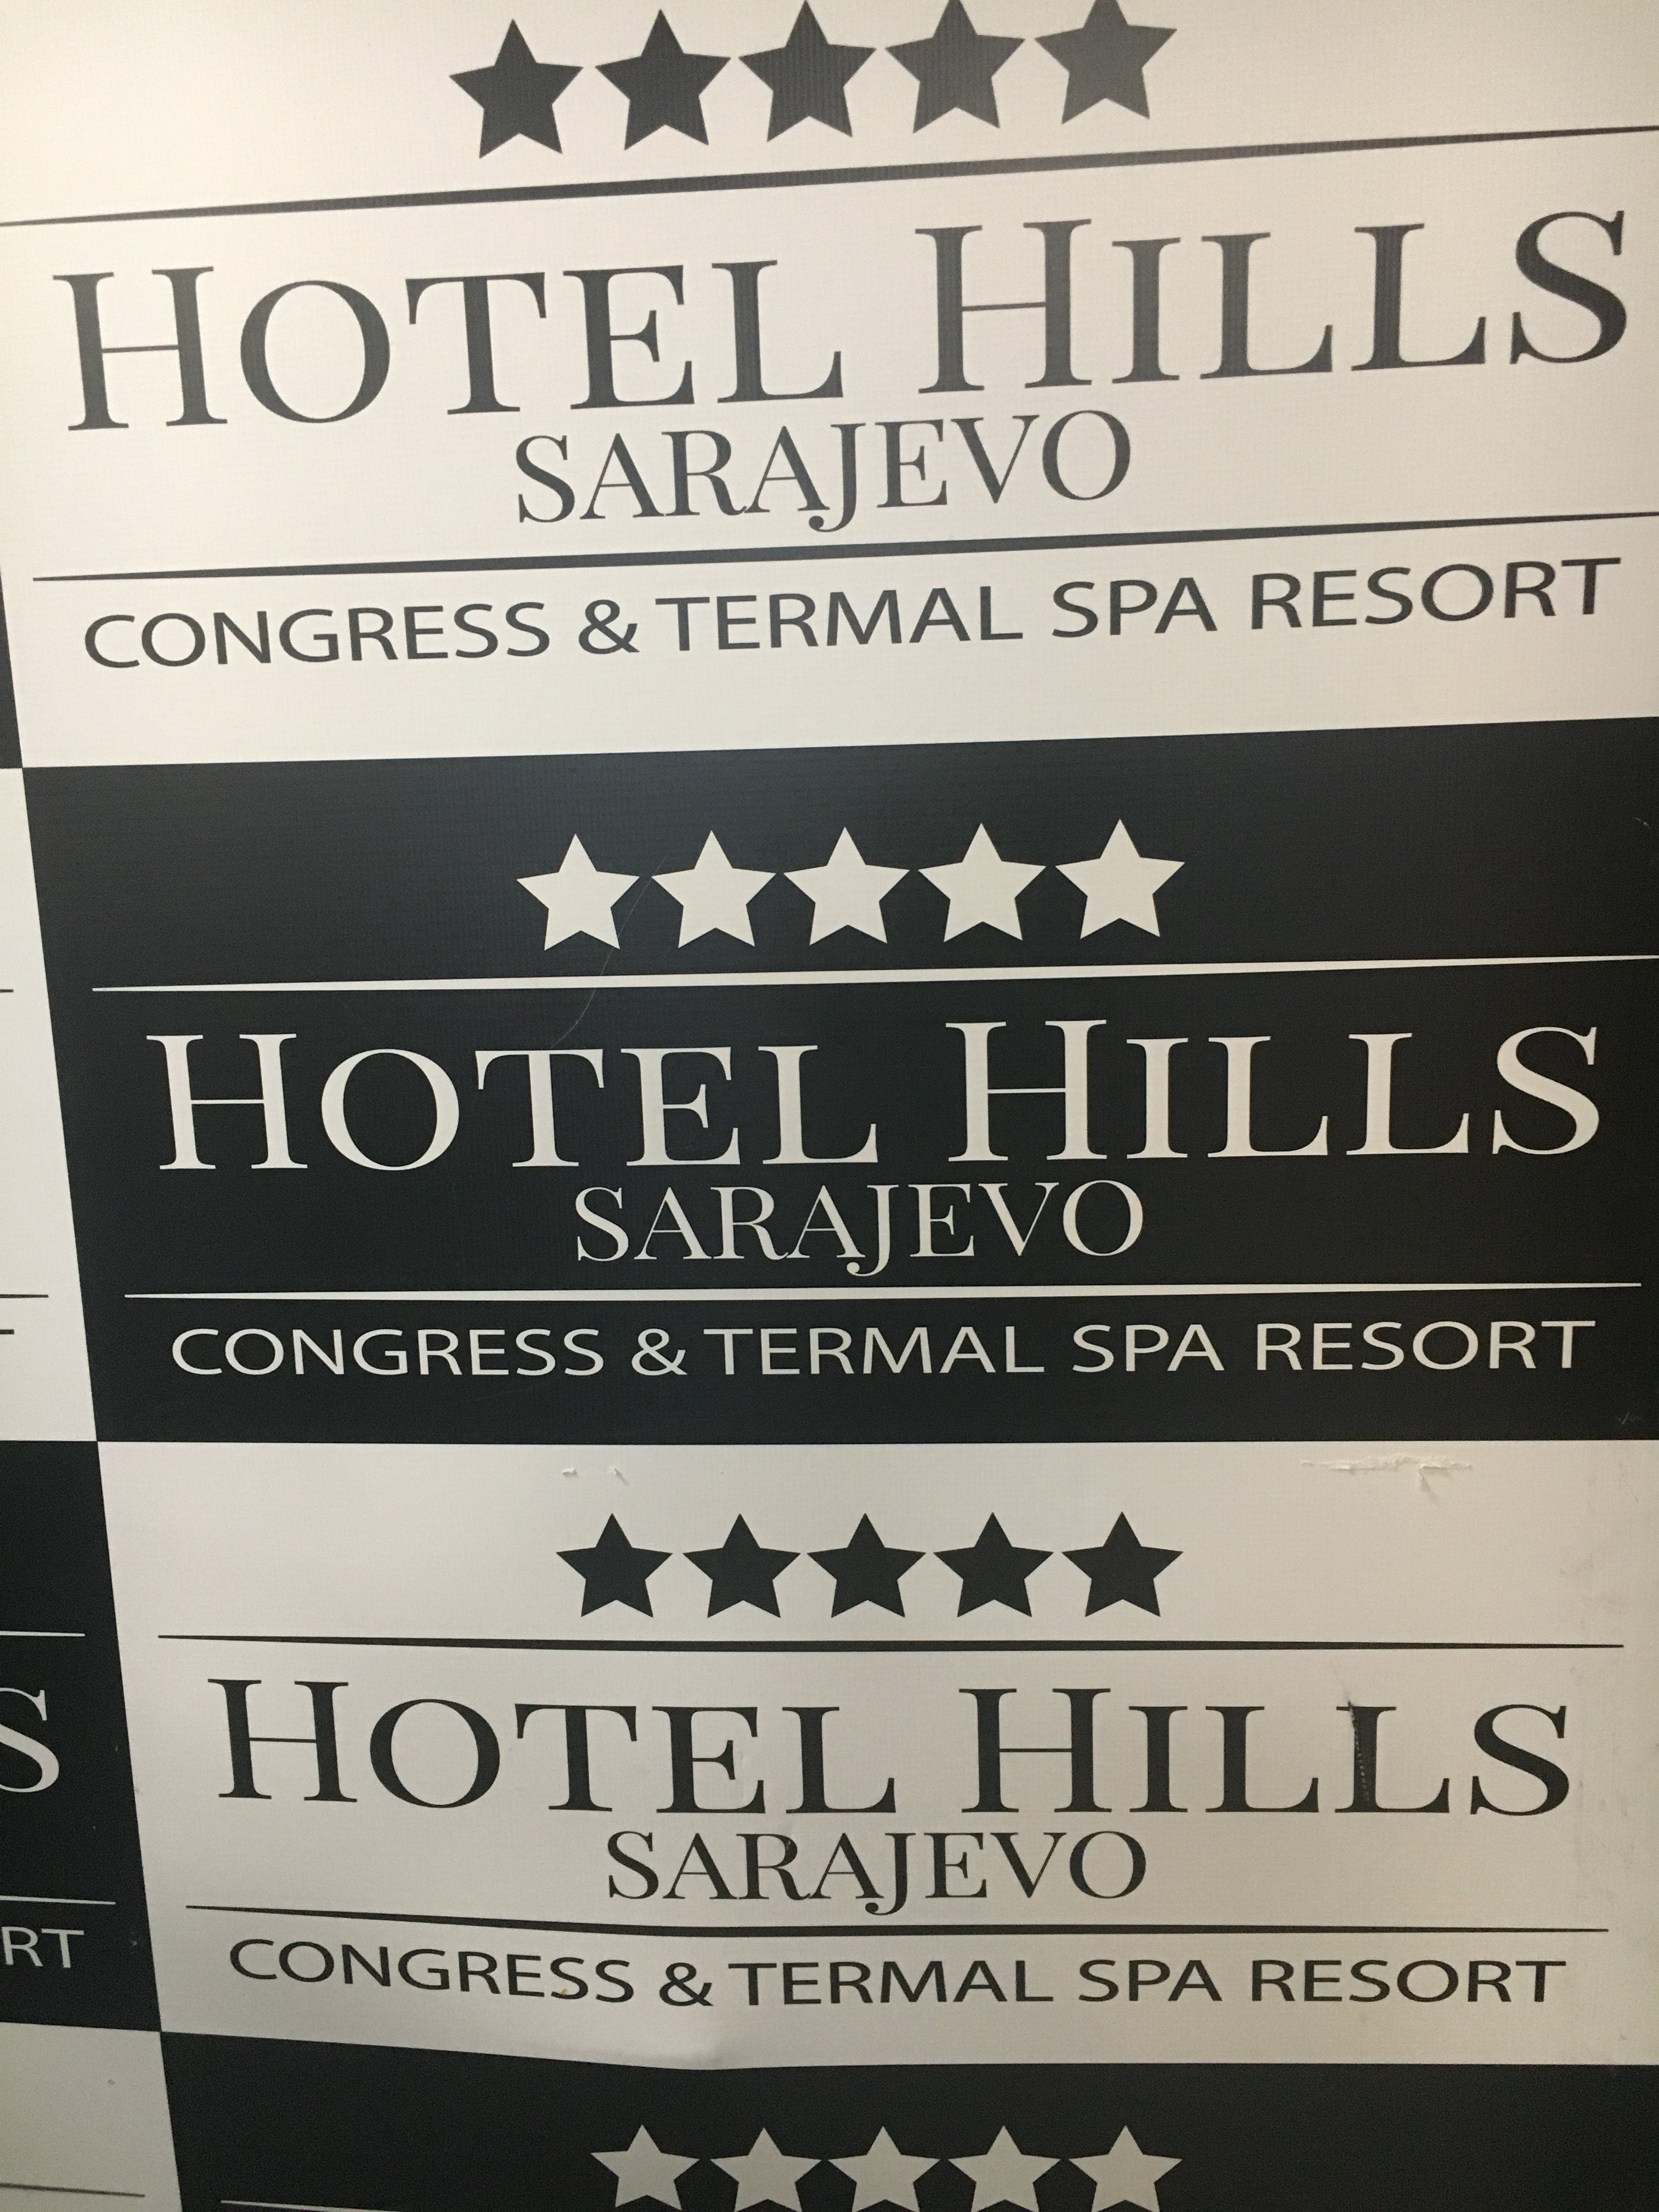 HOTEL HILLS
SARAJEVO
CONGRESS & TERMAL SPA RESORT
HOTEL HILLS
SARAJEVO
CONGRESS & TERMAL SPA RESORT
S
RT
HOTEL HILLS
SARAJEVO
CONGRESS & TERMAL SPA RESORT